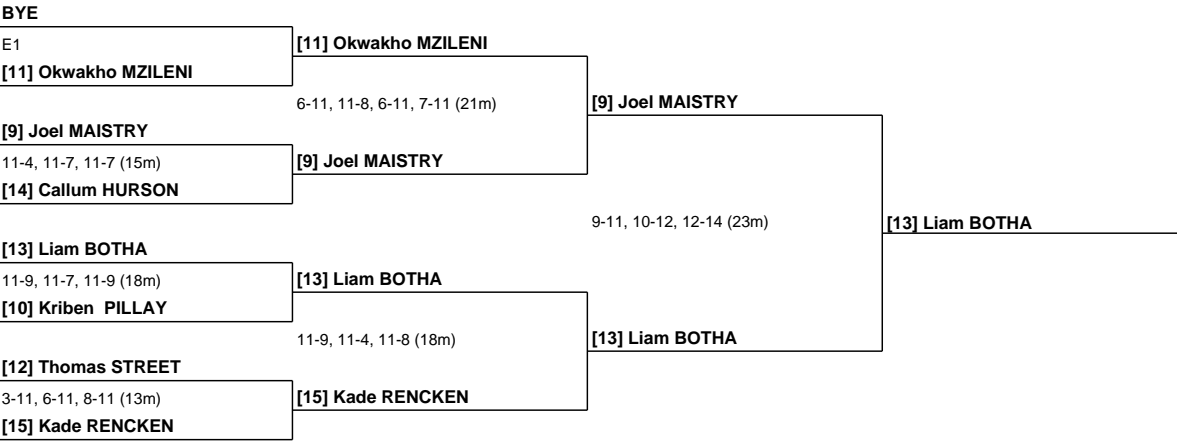 BYE
E1
[11] Okwakho MZILENI
[11] Okwakho MZILENI
6-11, 11-8, 6-11, 7-11 (21m)
[9] Joel MAISTRY
[9] Joel MAISTRY
11-4, 11-7, 11-7 (15m)
[9] Joel MAISTRY
[14] Callum HURSON
9-11, 10-12, 12-14 (23m)
[13] Liam BOTHA
[13] Liam BOTHA
11-9, 11-7, 11-9 (18m)
[13] Liam BOTHA
[10] Kriben  PILLAY
11-9, 11-4, 11-8 (18m)
[13] Liam BOTHA
[12] Thomas STREET
3-11, 6-11, 8-11 (13m)
[15] Kade RENCKEN
[15] Kade RENCKEN